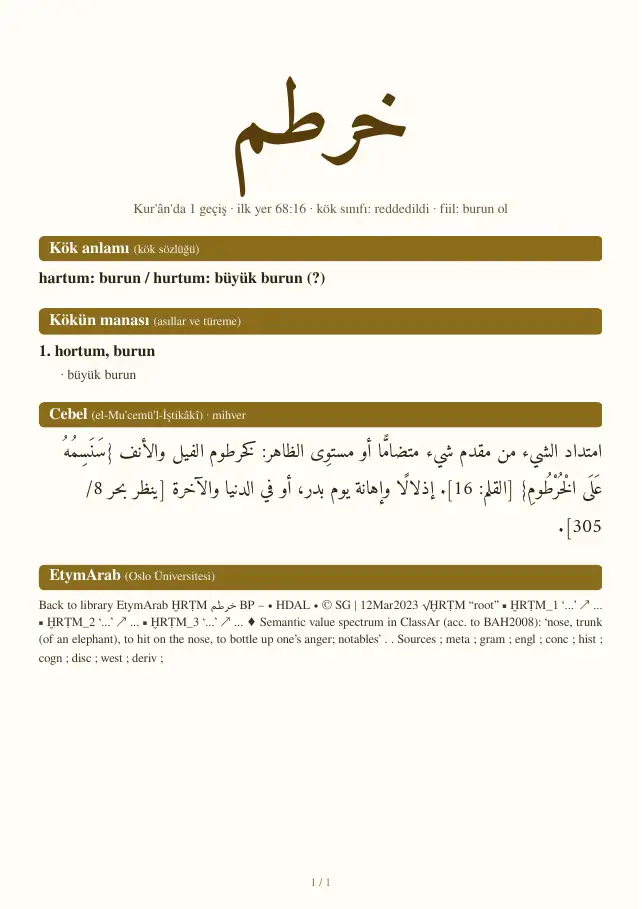 خرطم
Kur'ân'da 1 geçiş · ilk yer 68:16 · kök sınıfı: reddedildi · fiil: burun ol
Kök anlamı (kök sözlüğü)
hartum: burun / hurtum: büyük burun (?)
Kökün manası (asıllar ve türeme)
1. hortum, burun
· büyük burun
Cebel (el-Mu'cemü'l-İştikâkî) · mihver
امتداد الشيء من مقدم شيء متضامًّا أو مستوِى الظاهر: كخرطوم الفيل والأنف {سَنَسِمُهُ
عَلَى الْخُرْطُومِ} [القلم: 16]. إذلالًا وإهانة يوم بدر، أو في الدنيا والآخرة [ينظر بحر 8/
305].
EtymArab (Oslo Üniversitesi)
Back to library EtymArab ḪRṬM خرطم BP – • HDAL • © SG | 12Mar2023 √ḪRṬM “root” ▪ ḪRṬM_1 ‘...’ ↗ ...
▪ ḪRṬM_2 ‘...’ ↗ ... ▪ ḪRṬM_3 ‘...’ ↗ ... ♦ Semantic value spectrum in ClassAr (acc. to BAH2008): ‘nose, trunk
(of an elephant), to hit on the nose, to bottle up one’s anger; notables’ . . Sources ; meta ; gram ; engl ; conc ; hist ;
cogn ; disc ; west ; deriv ;
1 / 1